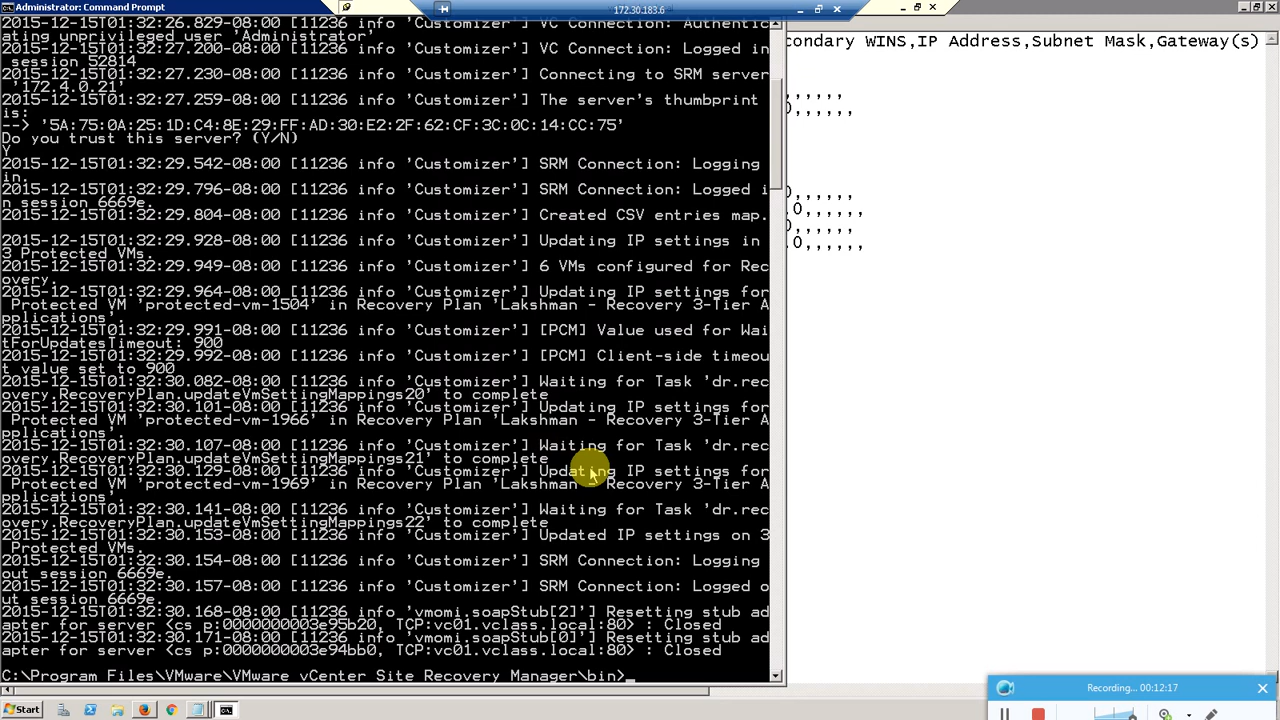 Administrator: Command Prompt
172.30.183.6
2015-12-15T01:32:26.829-08:00 [11236 info 'Customizer'] VC Connection: Authentic
ating unprivileged user 'Administrator'
2015-12-15T01:32:27.200-08:00 [11236 info 'Customizer'] VC Connection: Logged in
session 52814
2015-12-15T01:32:27.230-08:00 [11236 info 'Customizer'] Connecting to SRM server
'172.4.0.21'
2015-12-15T01:32:27.259-08:00 [11236 info 'Customizer'] The server's thumbprint
is:
--> '5A:75:0A:25:1D:C4:8E:29:FF:AD:30:E2:2F:62:CF:3C:0C:14:CC:75'
Do you trust this server? (Y/N)
Y
2015-12-15T01:32:29.542-08:00 [11236 info 'Customizer'] SRM Connection: Logging
in.
2015-12-15T01:32:29.796-08:00 [11236 info 'Customizer'] SRM Connection: Logged i
n session 6669e.
2015-12-15T01:32:29.804-08:00 [11236 info 'Customizer'] Created CSV entries map.
2015-12-15T01:32:29.928-08:00 [11236 info 'Customizer'] Updating IP settings in
3 Protected VMs.
2015-12-15T01:32:29.949-08:00 [11236 info 'Customizer'] 6 VMs configured for Rec
overy.
2015-12-15T01:32:29.964-08:00 [11236 info 'Customizer'] Updating IP settings for
Protected VM 'protected-vm-1504' in Recovery Plan 'Lakshman - Recovery 3-Tier A
pplications'.
2015-12-15T01:32:29.991-08:00 [11236 info 'Customizer'] [PCM] Value used for Wai
tForUpdatesTimeout: 900
2015-12-15T01:32:29.992-08:00 [11236 info 'Customizer'] [PCM] Client-side timeou
t value set to 900
2015-12-15T01:32:30.082-08:00 [11236 info 'Customizer'] Waiting for Task 'dr.rec
overy.RecoveryPlan.updateVmSettingMappings20' to complete
2015-12-15T01:32:30.101-08:00 [11236 info 'Customizer'] Updating IP settings for
Protected VM 'protected-vm-1966' in Recovery Plan 'Lakshman - Recovery 3-Tier A
pplications'.
2015-12-15T01:32:30.107-08:00 [11236 info 'Customizer'] Waiting for Task 'dr.rec
overy.RecoveryPlan.updateVmSettingMappings21' to complete
2015-12-15T01:32:30.129-08:00 [11236 info 'Customizer'] Updating IP settings for
Protected VM 'protected-vm-1969' in Recovery Plan 'Lakshman - Recovery 3-Tier A
pplications'.
2015-12-15T01:32:30.141-08:00 [11236 info 'Customizer'] Waiting for Task 'dr.rec
overy.RecoveryPlan.updateVmSettingMappings22' to complete
2015-12-15T01:32:30.153-08:00 [11236 info 'Customizer'] Updated IP settings on 3
Protected VMs.
2015-12-15T01:32:30.154-08:00 [11236 info 'Customizer'] SRM Connection: Logging
out session 6669e.
2015-12-15T01:32:30.157-08:00 [11236 info 'Customizer'] SRM Connection: Logged o
ut session 6669e.
2015-12-15T01:32:30.168-08:00 [11236 info 'vmomi.soapStub[2]'] Resetting stub ad
apter for server <cs p:0000000003e95b20, TCP:vc01.vclass.local:80> : Closed
2015-12-15T01:32:30.171-08:00 [11236 info 'vmomi.soapStub[0]'] Resetting stub ad
apter for server <cs p:0000000003e94bb0, TCP:vc01.vclass.local:80> : Closed
C:\Program Files\VMware\VMware vCenter Site Recovery Manager\bin>_
condary WINS,IP Address,Subnet Mask,Gateway(s)
,,,,,,
0,,,,,,
0,,,,,,
.0,,,,,,
0,,,,,,
.0,,,,,,
Recording... 00:12:17
Start